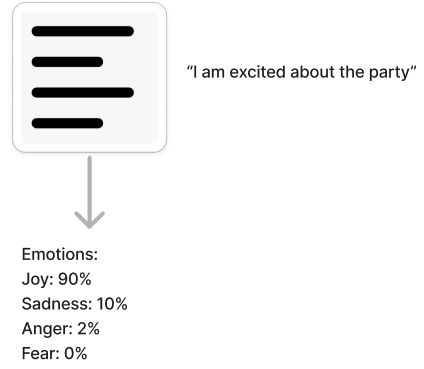 “I am excited about the party”
Emotions:
Joy: 90%
Sadness: 10%
Anger: 2%
Fear: 0%